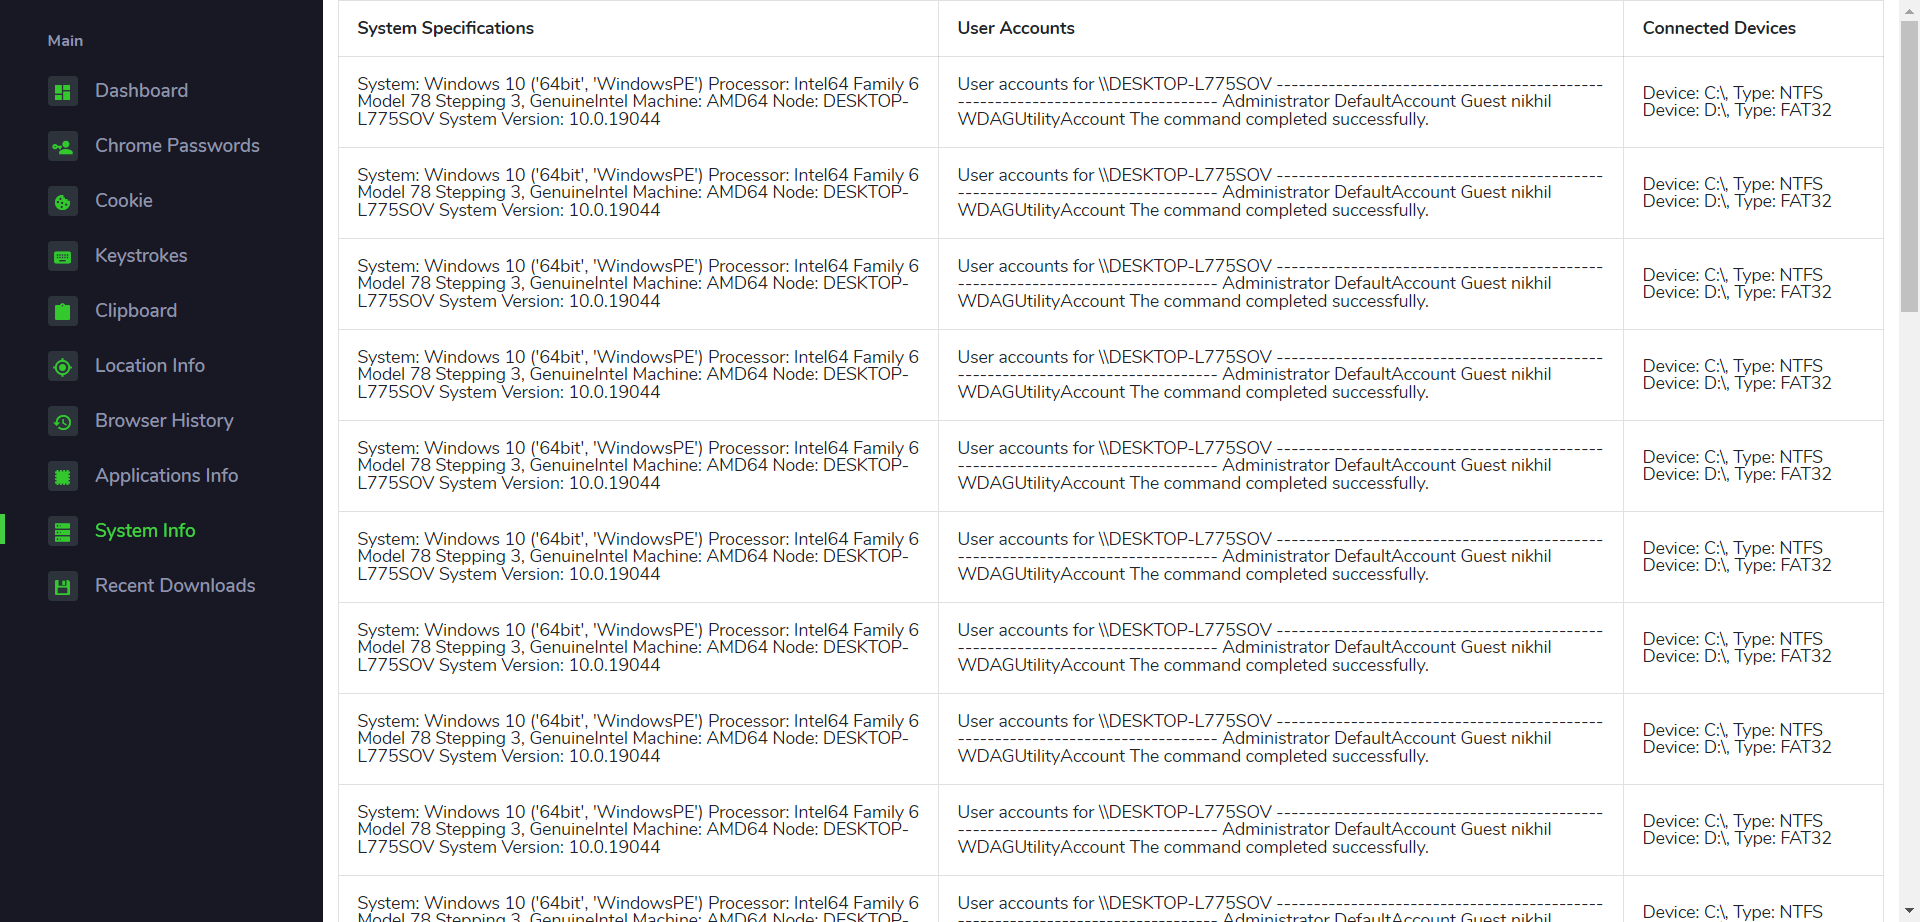 Main
Dashboard
Chrome Passwords
Cookie
Keystrokes
Clipboard
Location Info
Browser History
Applications Info
System Info
Recent Downloads
System Specifications
User Accounts
Connected Devices
System: Windows 10 ('64bit', 'WindowsPE') Processor: Intel64 Family 6
Model 78 Stepping 3, GenuineIntel Machine: AMD64 Node: DESKTOP-
L775SOV System Version: 10.0.19044
User accounts for \\DESKTOP-L775SOV --------------------------------------------
----------------------------------- Administrator DefaultAccount Guest nikhil
WDAGUtilityAccount The command completed successfully.
Device: C:\, Type: NTFS
Device: D:\, Type: FAT32
System: Windows 10 ('64bit', 'WindowsPE') Processor: Intel64 Family 6
Model 78 Stepping 3, GenuineIntel Machine: AMD64 Node: DESKTOP-
L775SOV System Version: 10.0.19044
User accounts for \\DESKTOP-L775SOV --------------------------------------------
----------------------------------- Administrator DefaultAccount Guest nikhil
WDAGUtilityAccount The command completed successfully.
Device: C:\, Type: NTFS
Device: D:\, Type: FAT32
System: Windows 10 ('64bit', 'WindowsPE') Processor: Intel64 Family 6
Model 78 Stepping 3, GenuineIntel Machine: AMD64 Node: DESKTOP-
L775SOV System Version: 10.0.19044
User accounts for \\DESKTOP-L775SOV --------------------------------------------
----------------------------------- Administrator DefaultAccount Guest nikhil
WDAGUtilityAccount The command completed successfully.
Device: C:\, Type: NTFS
Device: D:\, Type: FAT32
System: Windows 10 ('64bit', 'WindowsPE') Processor: Intel64 Family 6
Model 78 Stepping 3, GenuineIntel Machine: AMD64 Node: DESKTOP-
L775SOV System Version: 10.0.19044
User accounts for \\DESKTOP-L775SOV --------------------------------------------
----------------------------------- Administrator DefaultAccount Guest nikhil
WDAGUtilityAccount The command completed successfully.
Device: C:\, Type: NTFS
Device: D:\, Type: FAT32
System: Windows 10 ('64bit', 'WindowsPE') Processor: Intel64 Family 6
Model 78 Stepping 3, GenuineIntel Machine: AMD64 Node: DESKTOP-
L775SOV System Version: 10.0.19044
User accounts for \\DESKTOP-L775SOV --------------------------------------------
----------------------------------- Administrator DefaultAccount Guest nikhil
WDAGUtilityAccount The command completed successfully.
Device: C:\, Type: NTFS
Device: D:\, Type: FAT32
System: Windows 10 ('64bit', 'WindowsPE') Processor: Intel64 Family 6
Model 78 Stepping 3, GenuineIntel Machine: AMD64 Node: DESKTOP-
L775SOV System Version: 10.0.19044
User accounts for \\DESKTOP-L775SOV --------------------------------------------
----------------------------------- Administrator DefaultAccount Guest nikhil
WDAGUtilityAccount The command completed successfully.
Device: C:\, Type: NTFS
Device: D:\, Type: FAT32
System: Windows 10 ('64bit', 'WindowsPE') Processor: Intel64 Family 6
Model 78 Stepping 3, GenuineIntel Machine: AMD64 Node: DESKTOP-
L775SOV System Version: 10.0.19044
User accounts for \\DESKTOP-L775SOV --------------------------------------------
----------------------------------- Administrator DefaultAccount Guest nikhil
WDAGUtilityAccount The command completed successfully.
Device: C:\, Type: NTFS
Device: D:\, Type: FAT32
System: Windows 10 ('64bit', 'WindowsPE') Processor: Intel64 Family 6
Model 78 Stepping 3, GenuineIntel Machine: AMD64 Node: DESKTOP-
L775SOV System Version: 10.0.19044
User accounts for \\DESKTOP-L775SOV --------------------------------------------
----------------------------------- Administrator DefaultAccount Guest nikhil
WDAGUtilityAccount The command completed successfully.
Device: C:\, Type: NTFS
Device: D:\, Type: FAT32
System: Windows 10 ('64bit', 'WindowsPE') Processor: Intel64 Family 6
Model 78 Stepping 3, GenuineIntel Machine: AMD64 Node: DESKTOP-
L775SOV System Version: 10.0.19044
User accounts for \\DESKTOP-L775SOV --------------------------------------------
----------------------------------- Administrator DefaultAccount Guest nikhil
WDAGUtilityAccount The command completed successfully.
Device: C:\, Type: NTFS
Device: D:\, Type: FAT32
System: Windows 10 ('64bit', 'WindowsPE') Processor: Intel64 Family 6
Model 78 Stepping 3, GenuineIntel Machine: AMD64 Node: DESKTOP-
User accounts for \\DESKTOP-L775SOV --------------------------------------------
----------------------------------- Administrator DefaultAccount Guest nikhil
Device: C:\, Type: NTFS